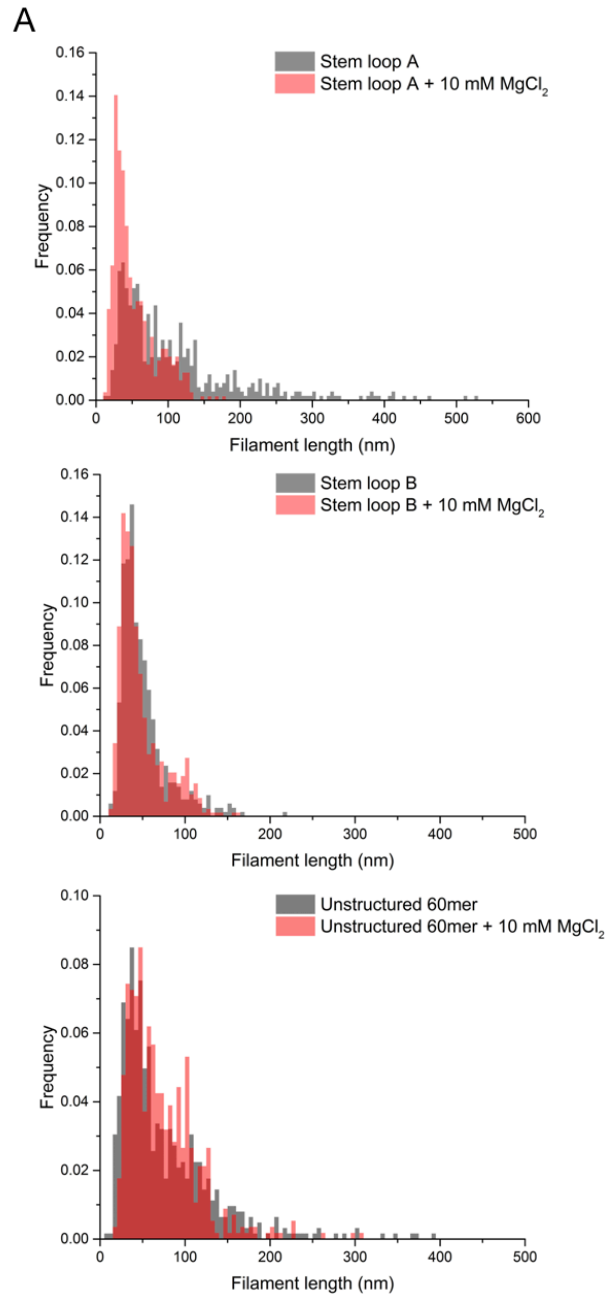 A
Stem loop A
Stem loop A + 10 mM MgCl₂
0.16
0.14
0.12
0.10
0.08
0.06
0.04
0.02
0.00
Frequency
0 100 200 300 400 500 600
Filament length (nm)
Stem loop B
Stem loop B + 10 mM MgCl₂
0.16
0.14
0.12
0.10
0.08
0.06
0.04
0.02
0.00
Frequency
0 100 200 300 400 500
Filament length (nm)
Unstructured 60mer
Unstructured 60mer + 10 mM MgCl₂
0.10
0.08
0.06
0.04
0.02
0.00
Frequency
0 100 200 300 400 500
Filament length (nm)